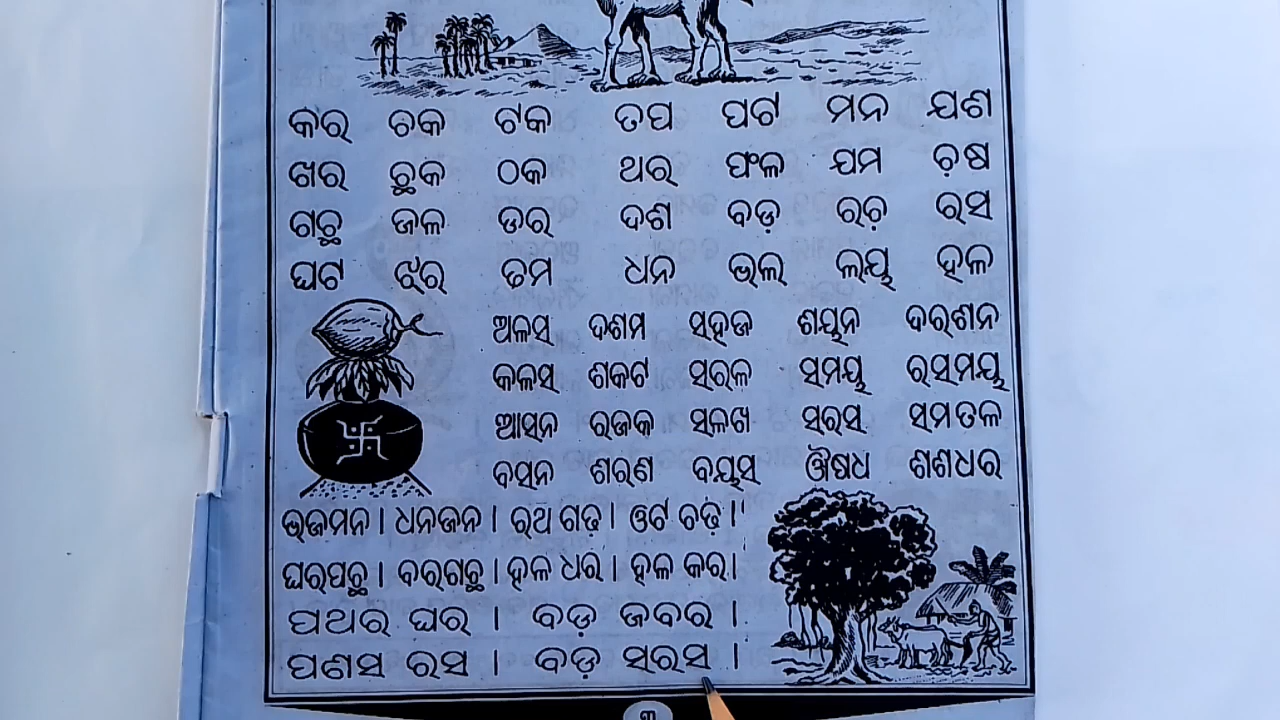 କର ଚକ ଟକ ତପ ପଟ ମନ ଯଶ
ଖର ଛକ ଠକ ଥର ଫଳ ଯମ ଚଷ
ଗଛ ଜଳ ଡର ଦଶ ବଡ଼ ରଚ ରସ
ଘଟ ଝର ଢମ ଧନ ଭଲ ଲୟ ହଳ
ଅଳସ ଦଶମ ସହଜ ଶୟନ ଦରଶନ
କଳସ ଶକଟ ସରଳ ସମୟ ରସମୟ
ଆସନ ରଜକ ସଳଖ ସରସ ସମତଳ
ବସନ ଶରଣ ବୟସ ଔଷଧ ଶଶଧର
ଭଜମନ । ଧନଜନ । ରଥ ଗଢ଼ । ଓଟ ଚଢ଼ ।
ଘରପଛ । ବରଗଛ । ହଳ ଧର । ହଳ କର ।
ପଥର ଘର । ବଡ଼ ଜବର ।
ପଣସ ରସ । ବଡ଼ ସରସ ।
୩